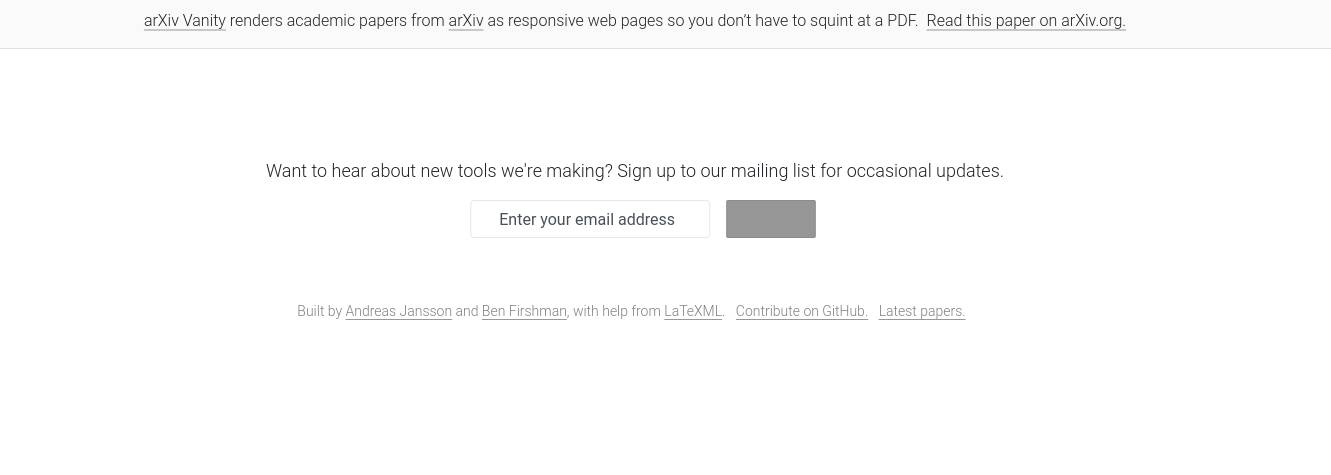 arXiv Vanity renders academic papers from arXiv as responsive web pages so you don’t have to squint at a PDF. Read this paper on arXiv.org.
Want to hear about new tools we're making? Sign up to our mailing list for occasional updates.
Enter your email address
Built by Andreas Jansson and Ben Firshman, with help from LaTeXML. Contribute on GitHub. Latest papers.